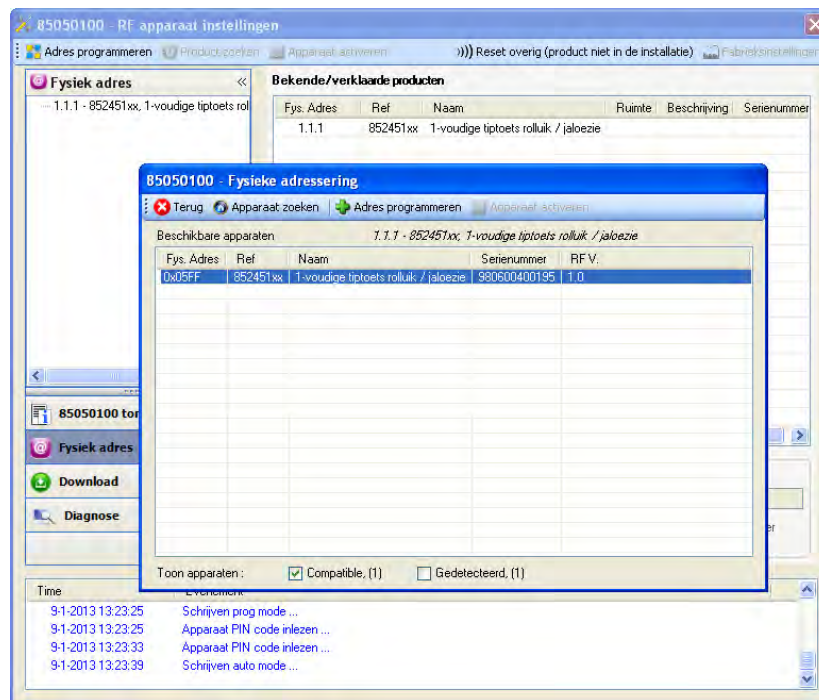 85050100 - RF apparaat instellingen
Adres programmeren Product zoeken Apparaat activeren Reset overig (product niet in de installatie) Fabrieksinstellingen
Fysiek adres «
1.1.1 - 852451xx, 1-voudige tiptoets rol
Bekende/verklaarde producten
Fys. Adres Ref Naam Ruimte Beschrijving Serienummer
1.1.1 852451xx 1-voudige tiptoets rolluik / jaloezie
85050100 - Fysieke adressering
Terug Apparaat zoeken Adres programmeren Apparaat activeren
Beschikbare apparaten 1.1.1 - 852451xx, 1-voudige tiptoets rolluik / jaloezie
Fys. Adres Ref Naam Serienummer RF V.
0x05FF 852451xx 1-voudige tiptoets rolluik / jaloezie 980600400195 1.0
Toon apparaten : Compatible, (1) Gedetecteerd, (1)
85050100 tor
Fysiek adres
Download
Diagnose
er
Time Evenement
9-1-2013 13:23:25 Schrijven prog mode ...
9-1-2013 13:23:25 Apparaat PIN code inlezen ...
9-1-2013 13:23:33 Apparaat PIN code inlezen ...
9-1-2013 13:23:39 Schrijven auto mode ...